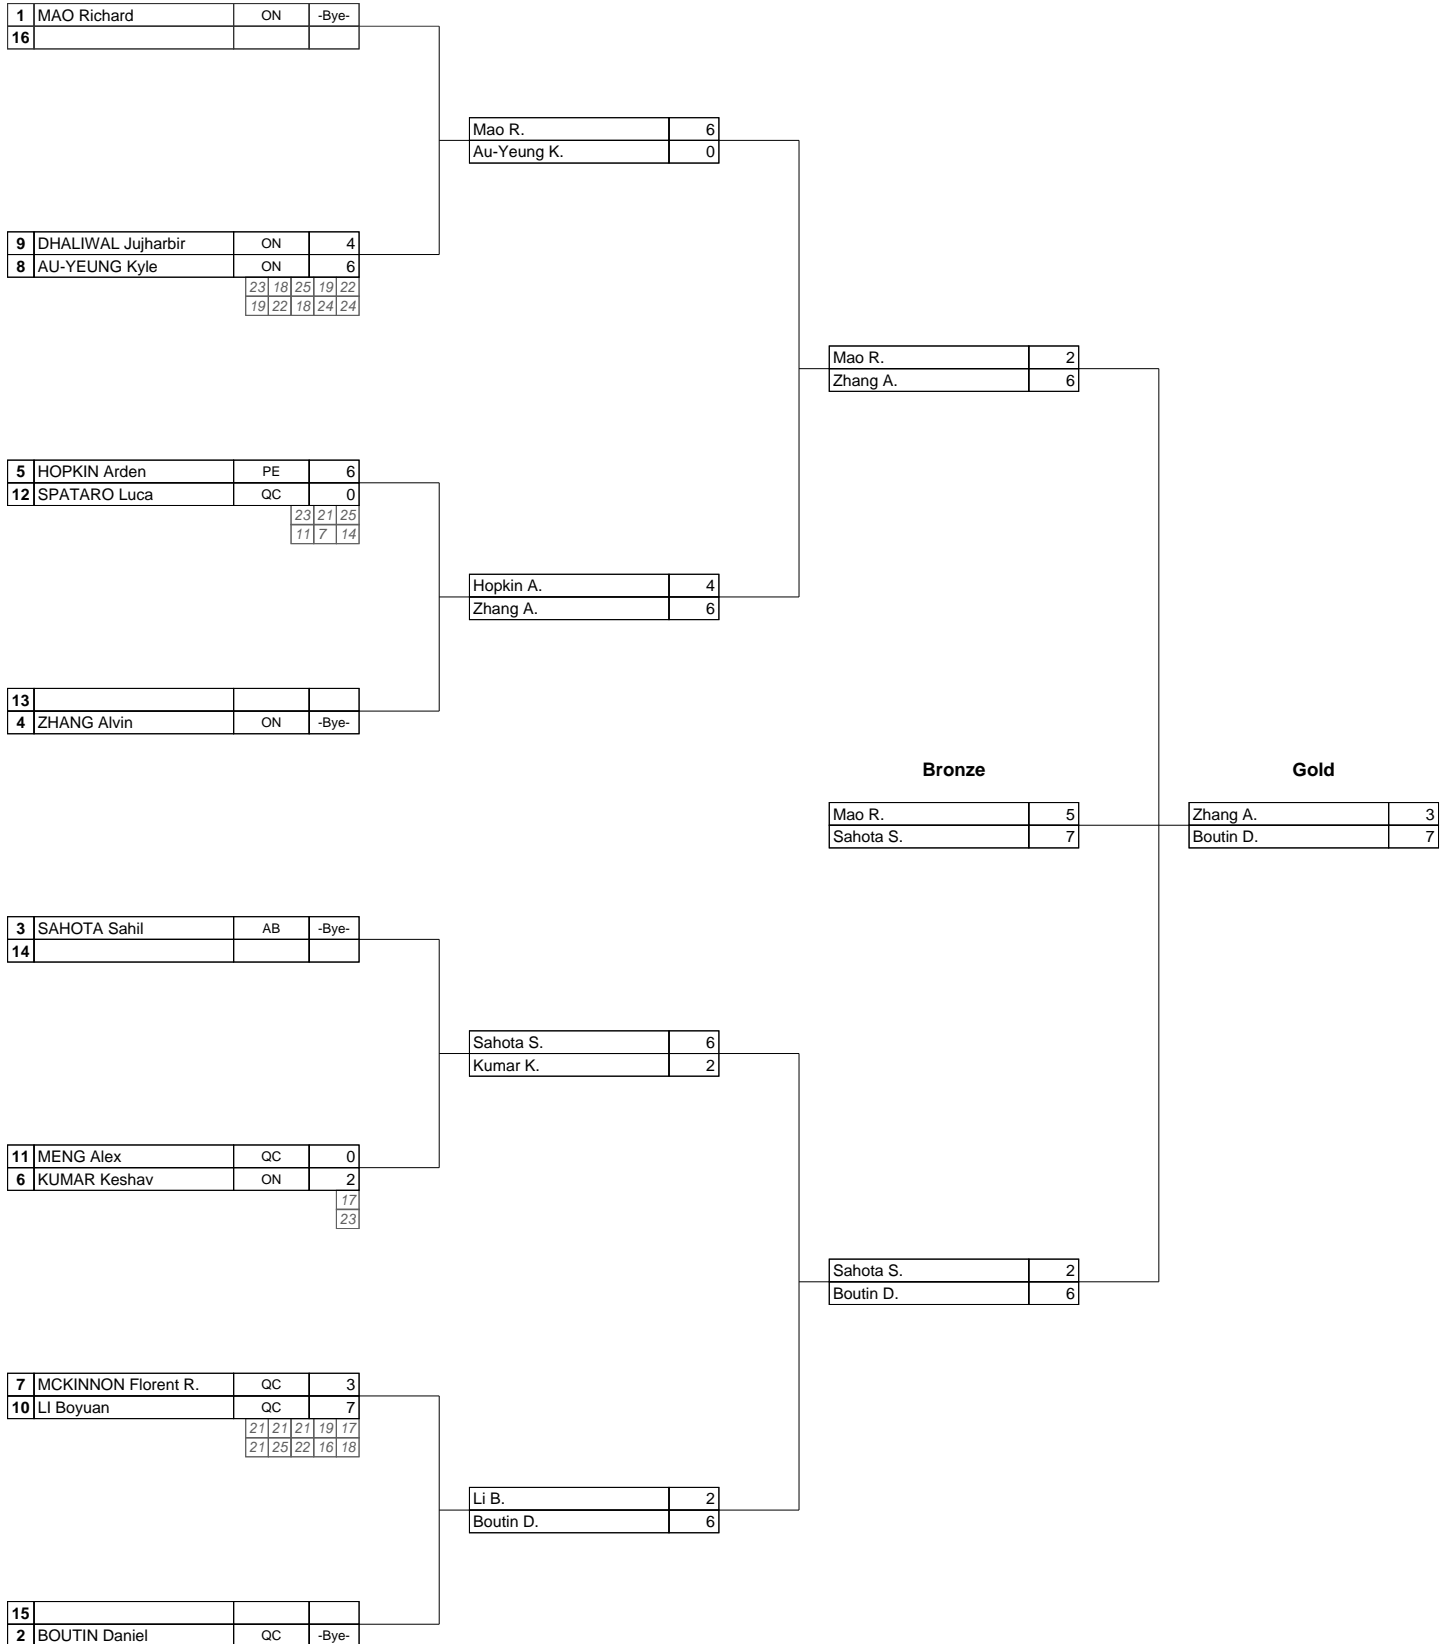 1 MAO Richard ON -Bye-
16
Mao R. 6
Au-Yeung K. 0
9 DHALIWAL Jujharbir ON 4
8 AU-YEUNG Kyle ON 6
23 18 25 19 22
19 22 18 24 24
Mao R. 2
Zhang A. 6
5 HOPKIN Arden PE 6
12 SPATARO Luca QC 0
23 21 25
11 7 14
Hopkin A. 4
Zhang A. 6
13
4 ZHANG Alvin ON -Bye-
Bronze Gold
Mao R. 5 Zhang A. 3
Sahota S. 7 Boutin D. 7
3 SAHOTA Sahil AB -Bye-
14
Sahota S. 6
Kumar K. 2
11 MENG Alex QC 0
6 KUMAR Keshav ON 2
17
23
Sahota S. 2
Boutin D. 6
7 MCKINNON Florent R. QC 3
10 LI Boyuan QC 7
21 21 21 19 17
21 25 22 16 18
Li B. 2
Boutin D. 6
15
2 BOUTIN Daniel QC -Bye-